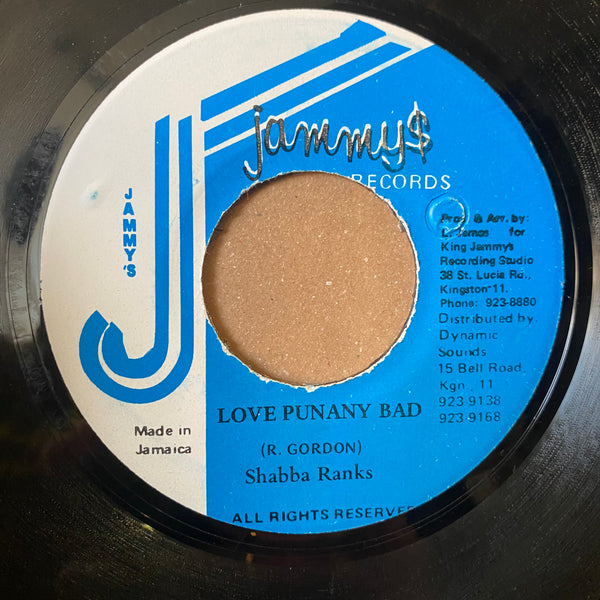 jammy$
RECORDS
JAMMY'S
Prod. & Arr. by:
L. James for
King Jammy's
Recording Studio
38 St. Lucia Rd.,
Kingston 11.
Phone: 923-8880
Distributed by
Dynamic
Sounds
15 Bell Road,
Kgn. 11
923-9138
923-9168
Made in
Jamaica
LOVE PUNANY BAD
(R. GORDON)
Shabba Ranks
ALL RIGHTS RESERVE